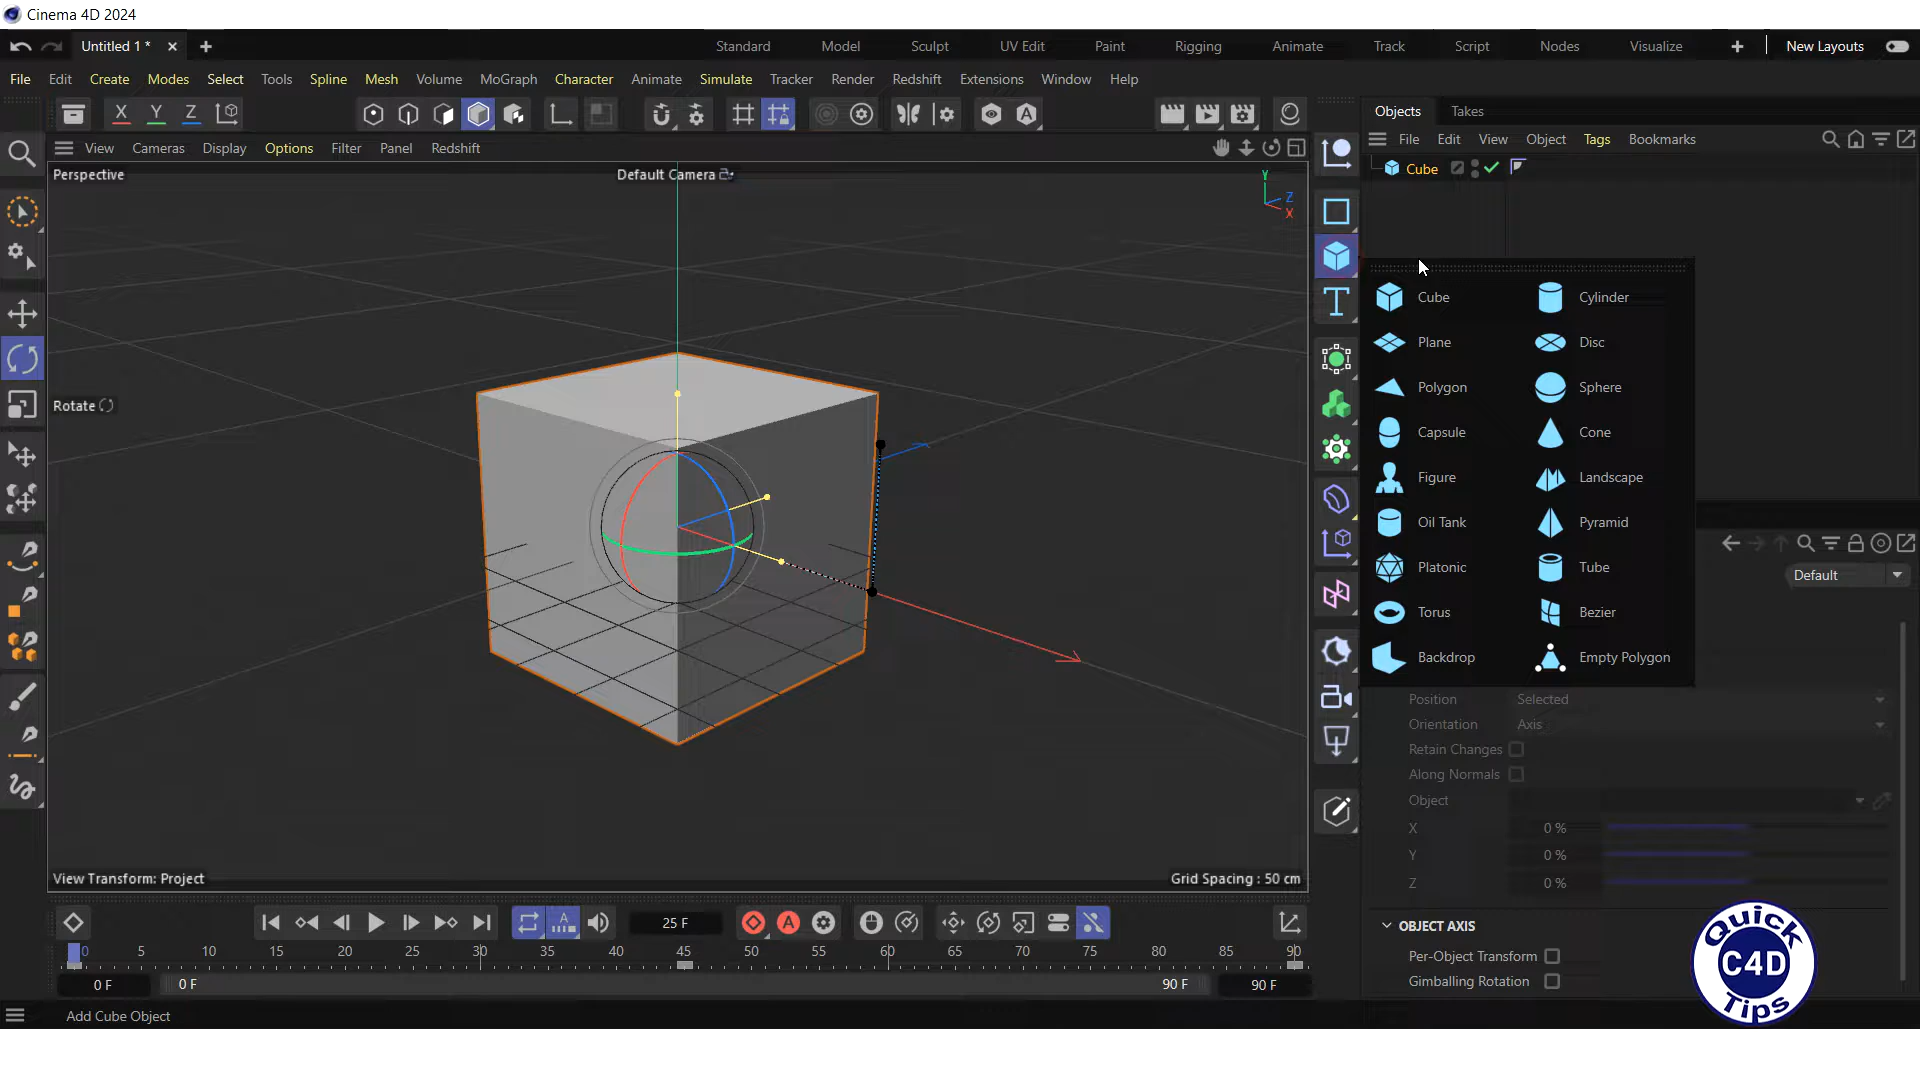 Cinema 4D 2024
Untitled 1 *
Standard
Model
Sculpt
UV Edit
Paint
Rigging
Animate
Track
Script
Nodes
Visualize
New Layouts
File
Edit
Create
Modes
Select
Tools
Spline
Mesh
Volume
MoGraph
Character
Animate
Simulate
Tracker
Render
Redshift
Extensions
Window
Help
X
Y
Z
Objects
Takes
View
Cameras
Display
Options
Filter
Panel
Redshift
File
Edit
View
Object
Tags
Bookmarks
Perspective
Default Camera
Y
Z
X
Cube
Cube
Cylinder
Plane
Disc
Polygon
Sphere
Capsule
Cone
Figure
Landscape
Oil Tank
Pyramid
Platonic
Tube
Torus
Bezier
Backdrop
Empty Polygon
Rotate
Default
Position
Selected
Orientation
Axis
Retain Changes
Along Normals
Object
X
0 %
Y
0 %
Z
0 %
View Transform: Project
Grid Spacing : 50 cm
25 F
0
5
10
15
20
25
30
35
40
45
50
55
60
65
70
75
80
85
90
0 F
0 F
90 F
90 F
OBJECT AXIS
Per-Object Transform
Gimballing Rotation
Add Cube Object
Quick
C4D
Tips